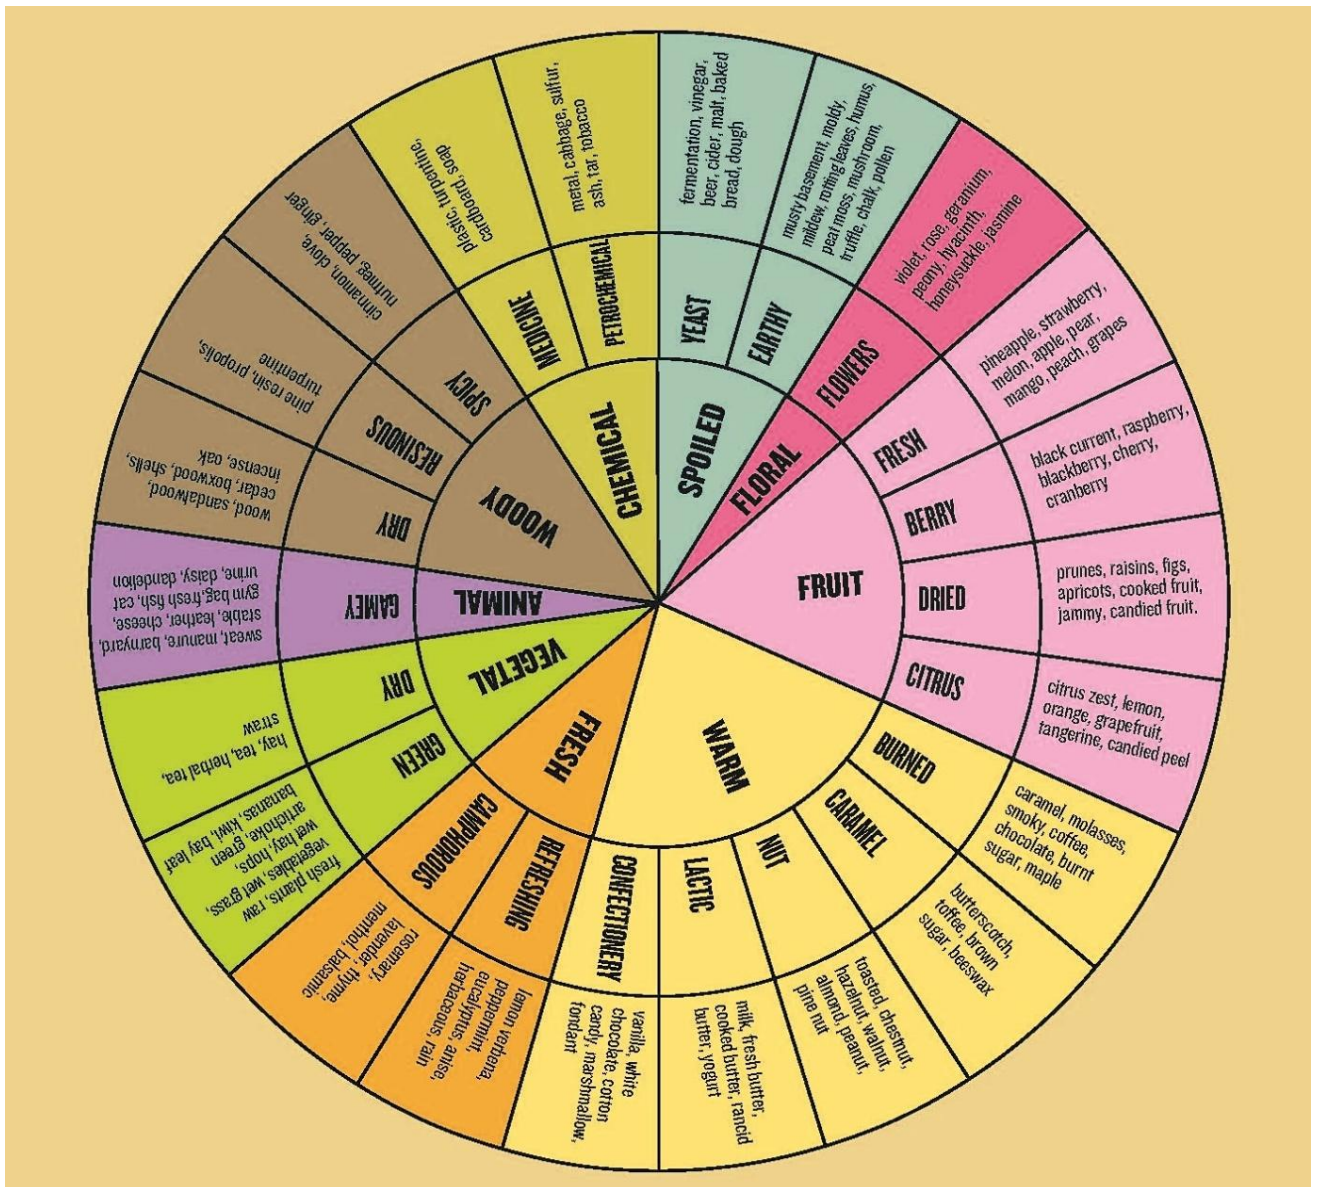 SPOILED
YEAST
fermentation, vinegar,
beer, cider, malt, baked
bread, dough
EARTHY
musty basement, moldy,
mildew, rotting leaves, humus,
peat moss, mushroom,
truffle, chalk, pollen
FLORAL
FLOWERS
violet, rose, geranium,
peony, hyacinth,
honeysuckle, jasmine
FRUIT
FRESH
pineapple, strawberry,
melon, apple, pear,
mango, peach, grapes
BERRY
black current, raspberry,
blackberry, cherry,
cranberry
DRIED
prunes, raisins, figs,
apricots, cooked fruit,
jammy, candied fruit.
CITRUS
citrus zest, lemon,
orange, grapefruit,
tangerine, candied peel
WARM
BURNED
caramel, molasses,
smoky, coffee,
chocolate, burnt
sugar, maple
CARAMEL
butterscotch,
toffee, brown
sugar, beeswax
NUT
toasted, chestnut,
hazelnut, walnut,
almond, peanut,
pine nut
LACTIC
milk, fresh butter,
cooked butter, rancid
butter, yogurt
CONFECTIONERY
vanilla, white
chocolate, cotton
candy, marshmallow,
fondant
FRESH
REFRESHING
lemon verbena,
peppermint,
eucalyptus, anise,
herbaceous, rain
CAMPHOROUS
rosemary,
lavender, thyme,
menthol, balsamic
VEGETAL
GREEN
fresh plants, raw
vegetables, wet grass,
wet hay, hops,
artichoke, green
bananas, kiwi, bay leaf
DRY
hay, tea, herbal tea,
straw
ANIMAL
GAMEY
sweat, manure, barnyard,
stable, leather, cheese,
gym bag, fresh fish, cat
urine, daisy, dandelion
WOODY
DRY
wood, sandalwood,
cedar, boxwood, shells,
incense, oak
RESINOUS
pine resin, propolis,
turpentine
SPICY
cinnamon, clove,
nutmeg, pepper, ginger
CHEMICAL
MEDICINE
plastic, turpentine,
cardboard, soap
PETROCHEMICAL
metal, cabbage, sulfur,
ash, tar, tobacco